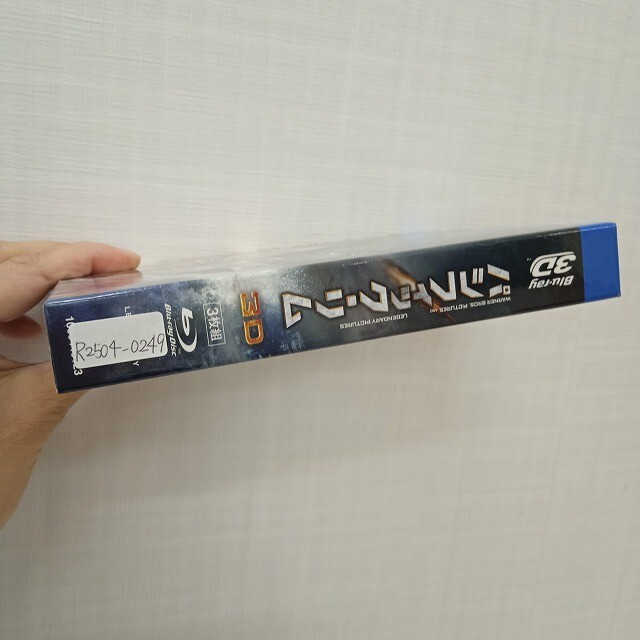 Blu-ray
3D
WARNER BROS. PICTURES AND
LEGENDARY PICTURES
パシフィック・リム
3D
3枚組
Blu-ray Disc
R2504-0249